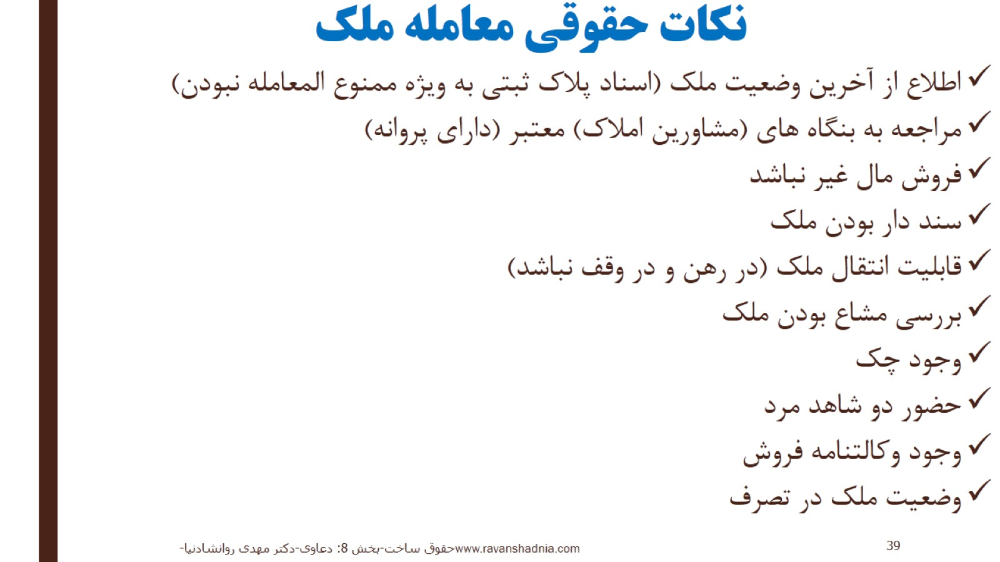 نکات حقوقی معامله ملک
✓ اطلاع از آخرین وضعیت ملک (اسناد پلاک ثبتی به ویژه ممنوع المعامله نبودن)
✓ مراجعه به بنگاه های (مشاورین املاک) معتبر (دارای پروانه)
✓ فروش مال غیر نباشد
✓ سند دار بودن ملک
✓ قابلیت انتقال ملک (در رهن و در وقف نباشد)
✓ بررسی مشاع بودن ملک
✓ وجود چک
✓ حضور دو شاهد مرد
✓ وجود وکالتنامه فروش
✓ وضعیت ملک در تصرف
39
حقوق ساخت-بخش 8: دعاوی-دکتر مهدی روانشادنیا-www.ravanshadnia.com